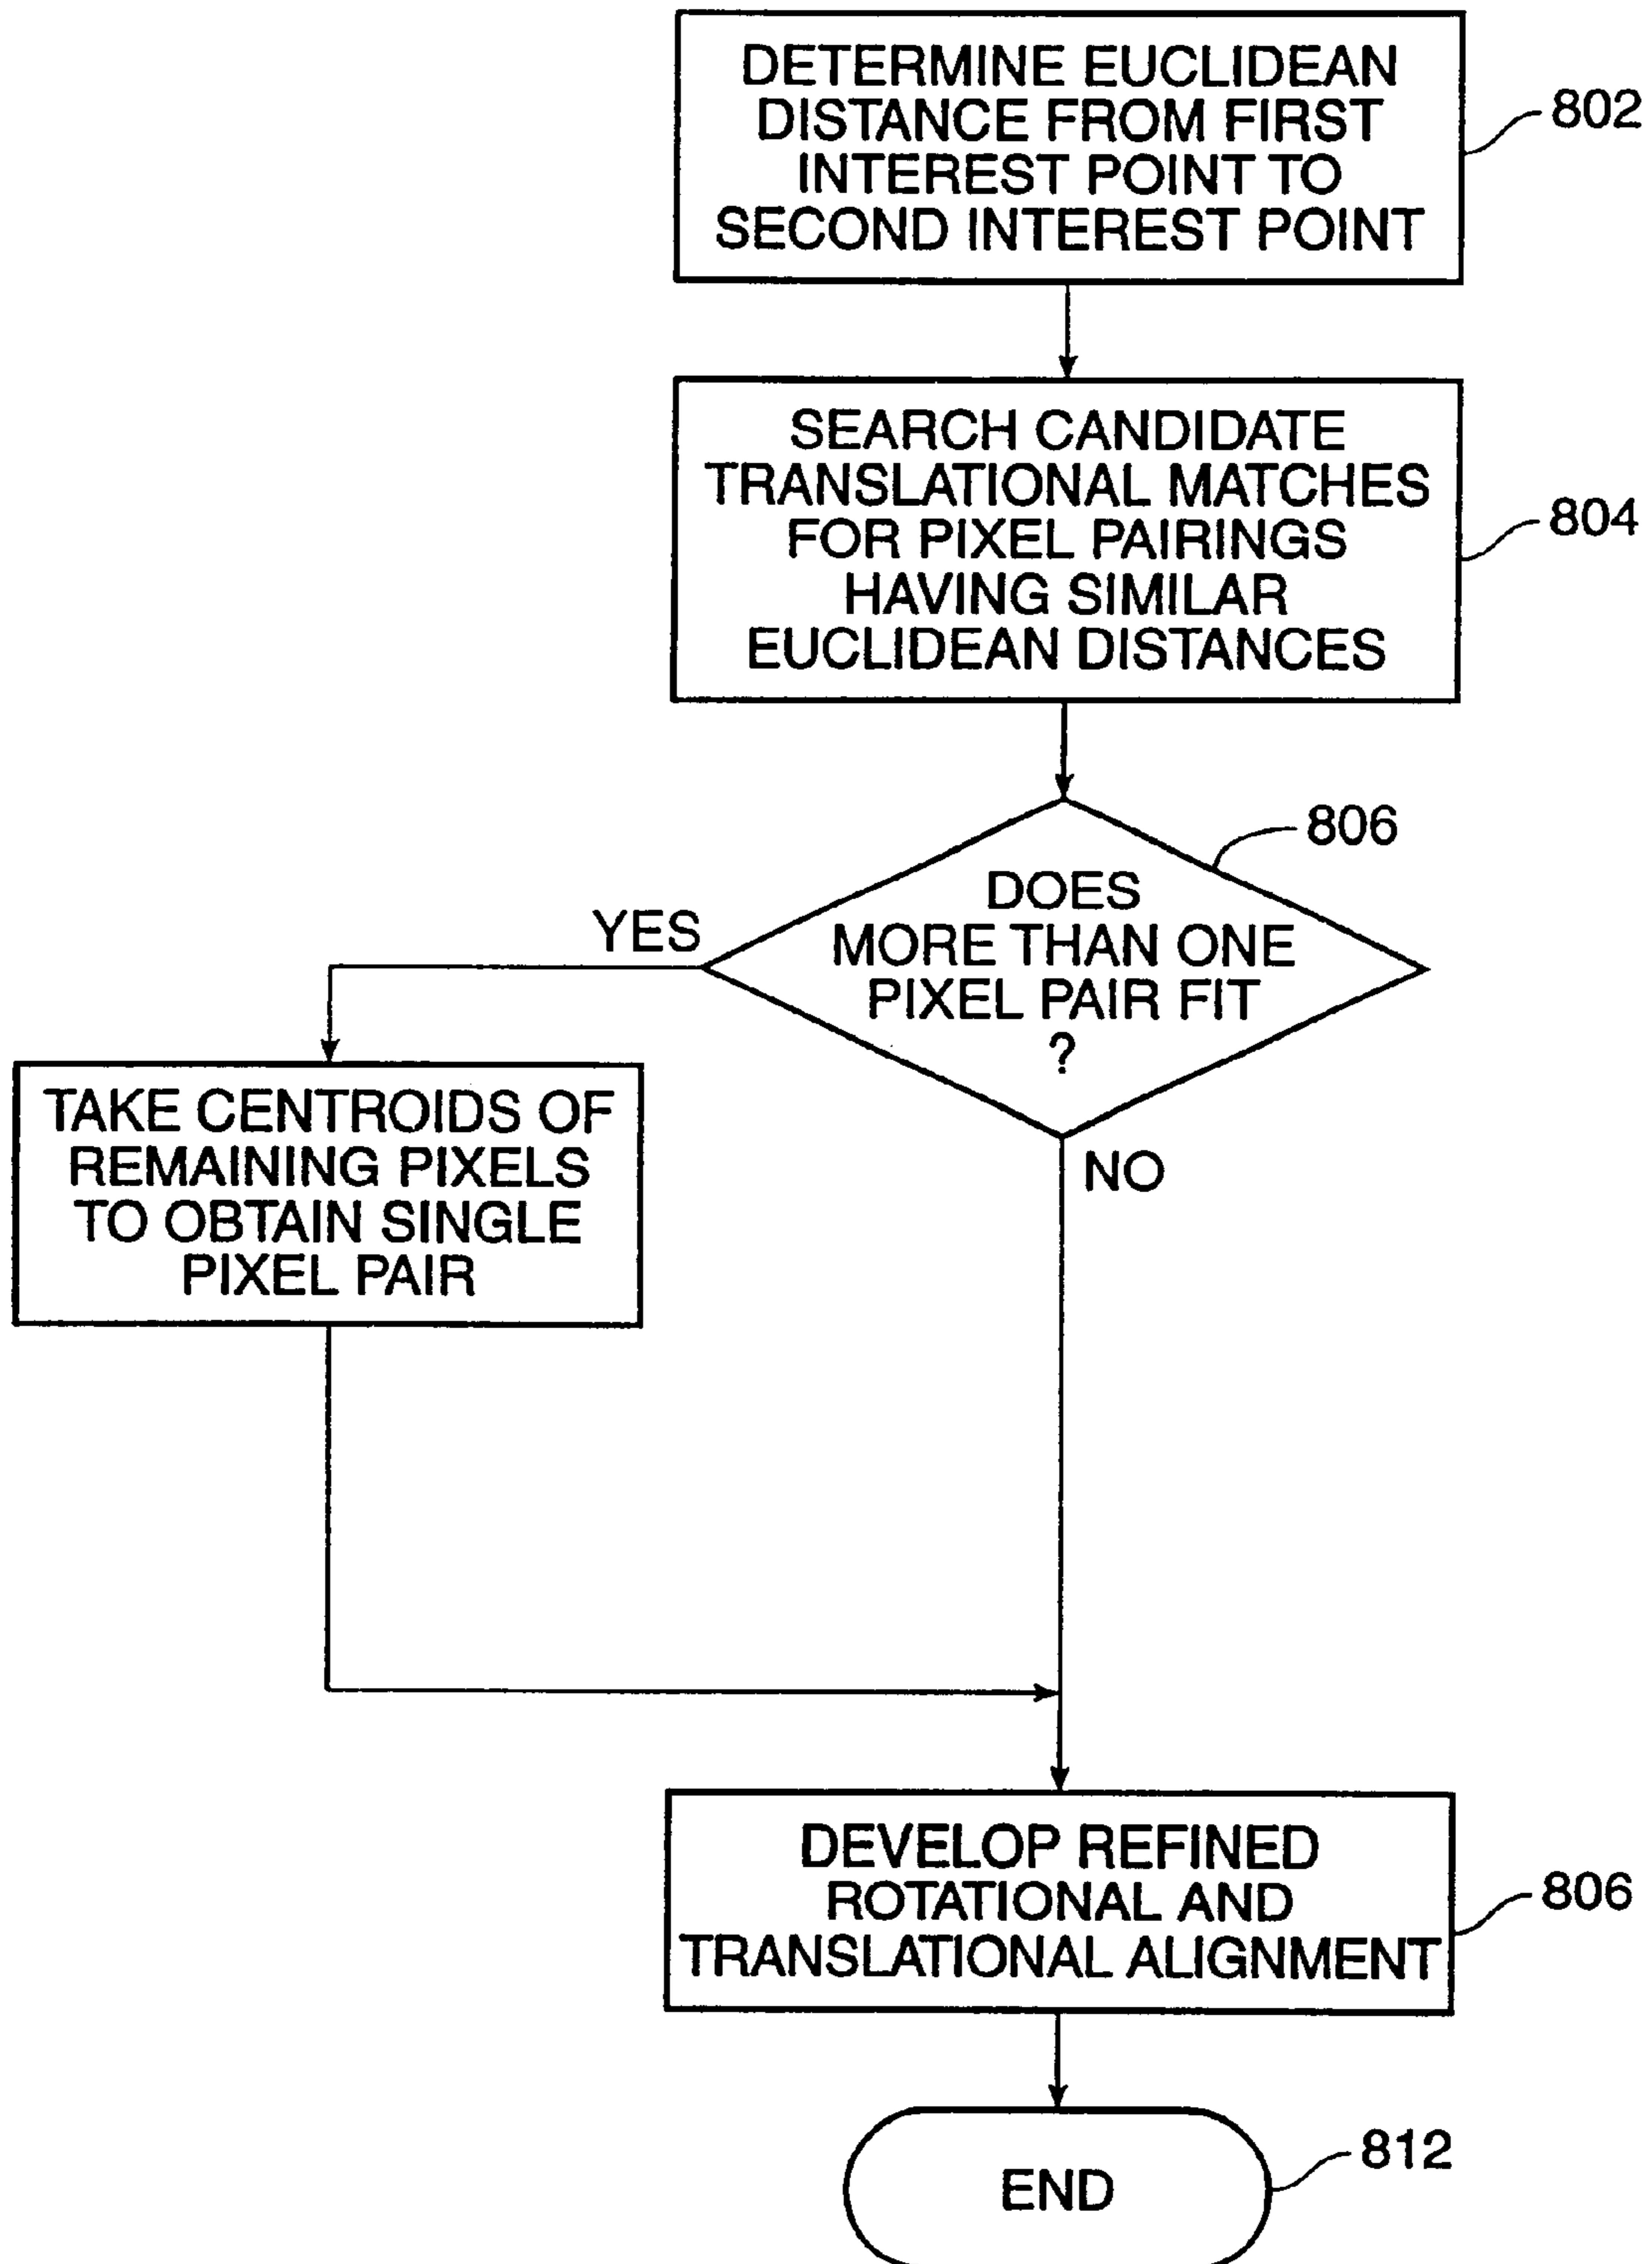 DETERMINE EUCLIDEAN
DISTANCE FROM FIRST
INTEREST POINT TO
SECOND INTEREST POINT
802
SEARCH CANDIDATE
TRANSLATIONAL MATCHES
FOR PIXEL PAIRINGS
HAVING SIMILAR
EUCLIDEAN DISTANCES
804
806
DOES
MORE THAN ONE
PIXEL PAIR FIT
?
YES
NO
TAKE CENTROIDS OF
REMAINING PIXELS
TO OBTAIN SINGLE
PIXEL PAIR
DEVELOP REFINED
ROTATIONAL AND
TRANSLATIONAL ALIGNMENT
806
END
812